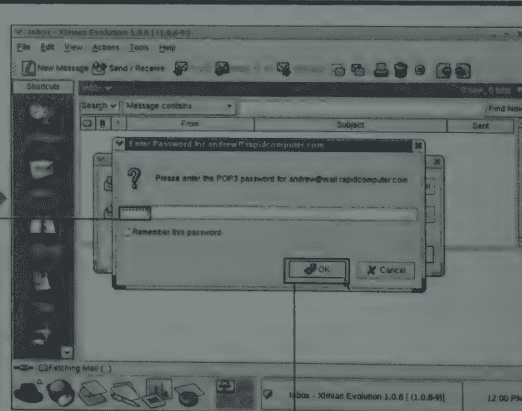 Inbox - Ximian Evolution 1.0.8 [ (1.0.8-9)]
File Edit View Actions Tools Help
New Message Send / Receive
Shortcuts Inbox
Search Message contains Find Now
From Subject Sent
Enter Password for andrew@rapidcomputer.com
Please enter the POP3 password for andrew@mail rapidcomputer com
Remember this password
OK Cancel
Fetching Mail ( )
Inbox - Ximian Evolution 1.0.8 [ (1.0.8-9)] 12:00 PM